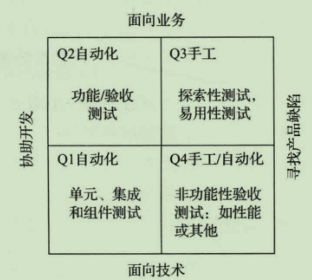 面向业务
Q2自动化
功能/验收
测试
Q3手工
探索性测试,
易用性测试
协助开发
寻找产品缺陷
Q1自动化
单元、集成
和组件测试
Q4手工/自动化
非功能性验收
测试：如性能
或其他
面向技术